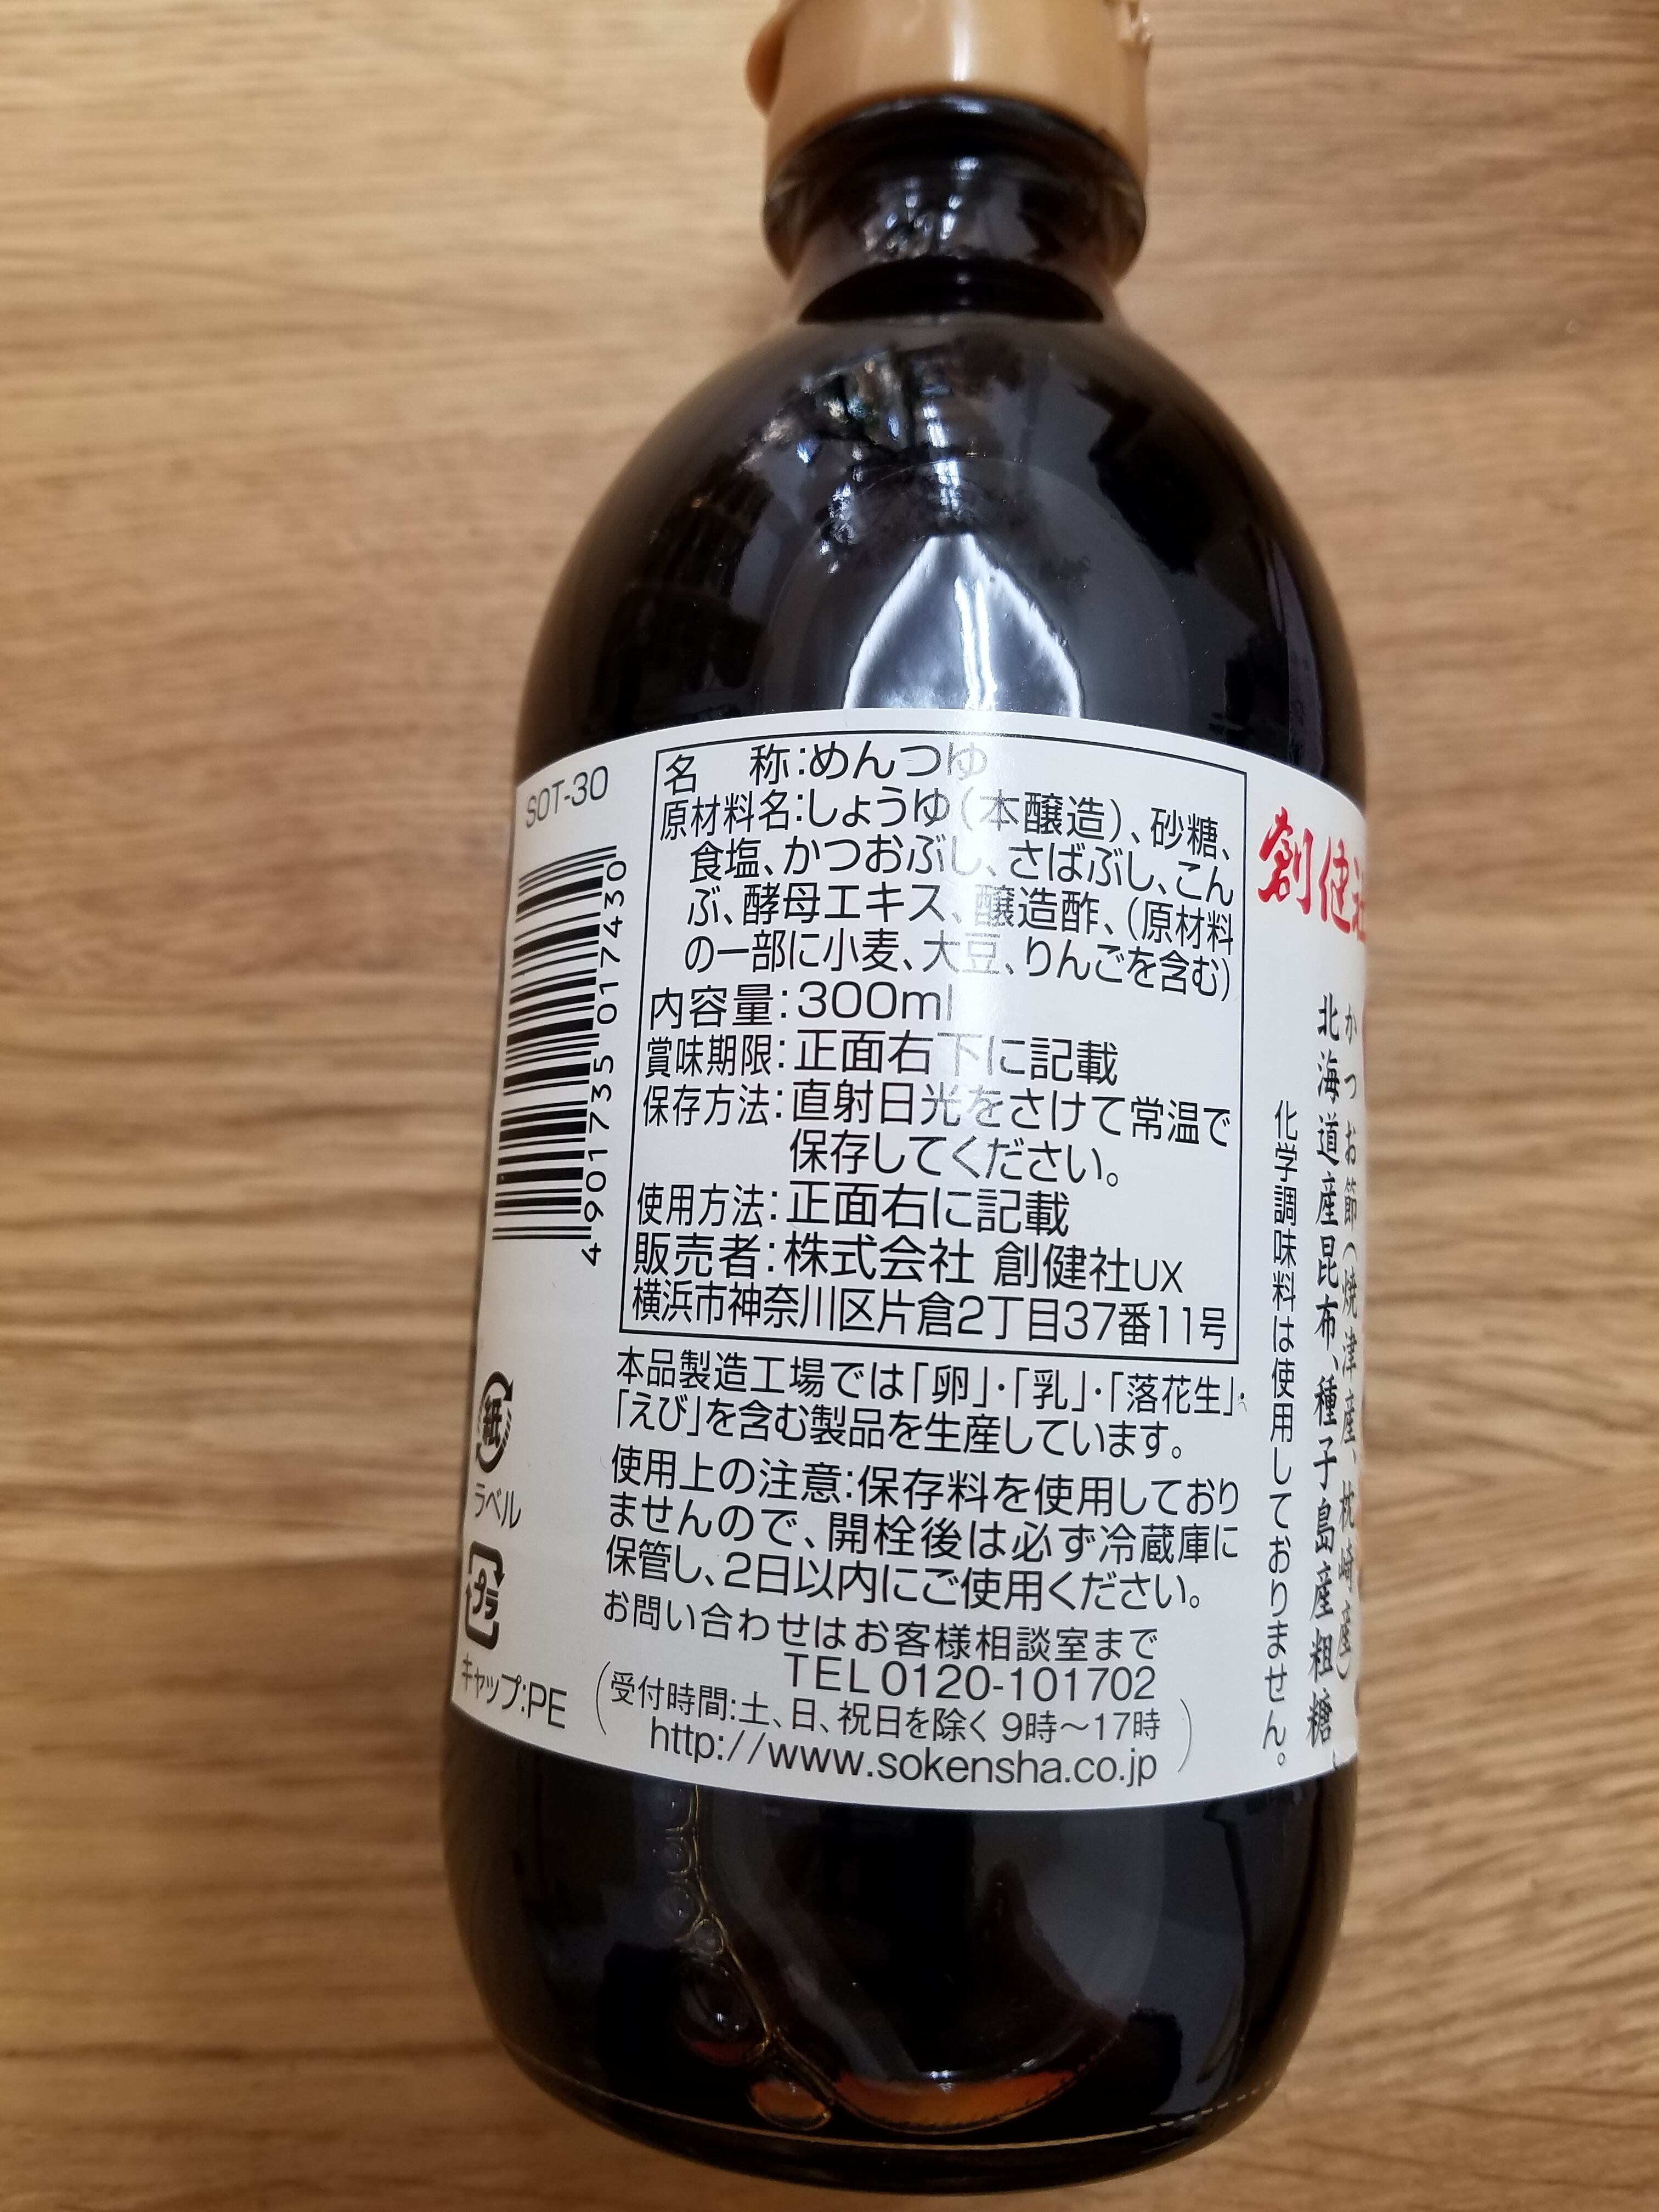 SOT-30
4 901735 017430
名 称:めんつゆ
原材料名:しょうゆ(本醸造)、砂糖、
食塩、かつおぶし、さばぶし、こん
ぶ、酵母エキス、醸造酢、(原材料
の一部に小麦、大豆、りんごを含む)
内容量:300ml
賞味期限:正面右下に記載
保存方法:直射日光をさけて常温で
保存してください。
使用方法:正面右に記載
販売者:株式会社 創健社UX
横浜市神奈川区片倉2丁目37番11号
本品製造工場では「卵」・「乳」・「落花生」・
「えび」を含む製品を生産しています。
使用上の注意:保存料を使用しており
ませんので、開栓後は必ず冷蔵庫に
保管し、2日以内にご使用ください。
お問い合わせはお客様相談室まで
TEL0120-101702
(受付時間:土、日、祝日を除く9時～17時)
http://www.sokensha.co.jp
紙
ラベル
プラ
キャップ:PE
創健社
かつお節(焼津産、枕崎産)
北海道産昆布、種子島産粗糖
化学調味料は使用しておりません。